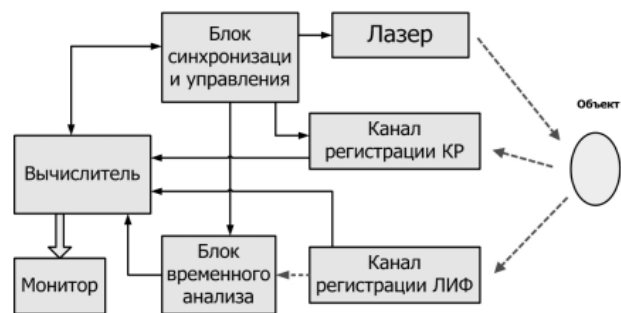 Блок
синхронизаци
и управления
Лазер
Объект
Канал
регистрации КР
Вычислитель
Блок
временного
анализа
Канал
регистрации ЛИФ
Монитор